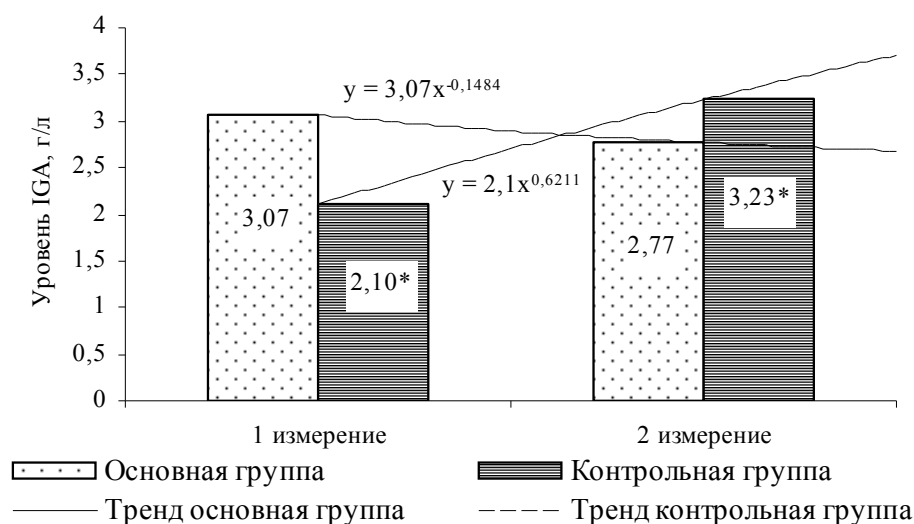 Уровень IGA, г/л
4
3,5
3
2,5
2
1,5
1
0,5
0
y = 3,07x^-0,1484
y = 2,1x^0,6211
3,07
2,10*
2,77
3,23*
1 измерение 2 измерение
Основная группа Контрольная группа
Тренд основная группа Тренд контрольная группа